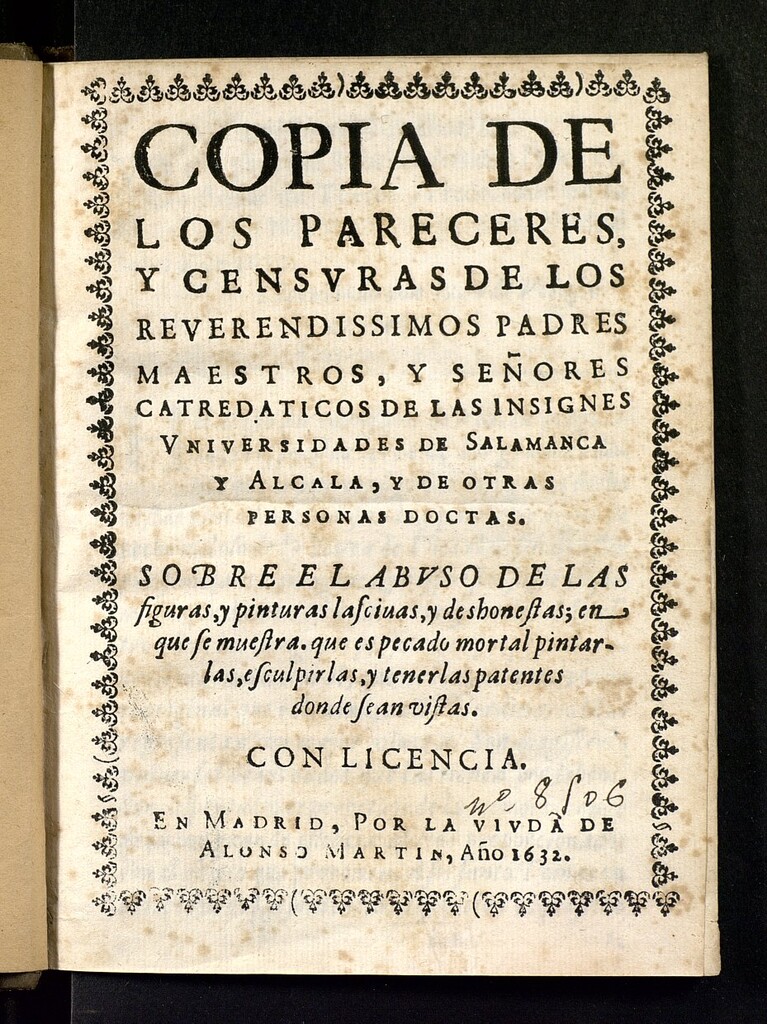 COPIA DE
LOS PARECERES,
Y CENSVRAS DE LOS
REVERENDISSIMOS PADRES
MAESTROS, Y SEÑORES
CATREDATICOS DE LAS INSIGNES
VNIVERSIDADES DE SALAMANCA
Y ALCALA, Y DE OTRAS
PERSONAS DOCTAS.
SOBRE EL ABVSO DE LAS
figuras, y pinturas laſciuas, y deshoneſtas; en
que ſe mueſtra. que es pecado mortal pintar-
las, eſculpirlas, y tenerlas patentes
donde ſean viſtas.
CON LICENCIA.
nº. 8506
EN MADRID, POR LA VIVDA DE
ALONSO MARTIN, Año 1632.